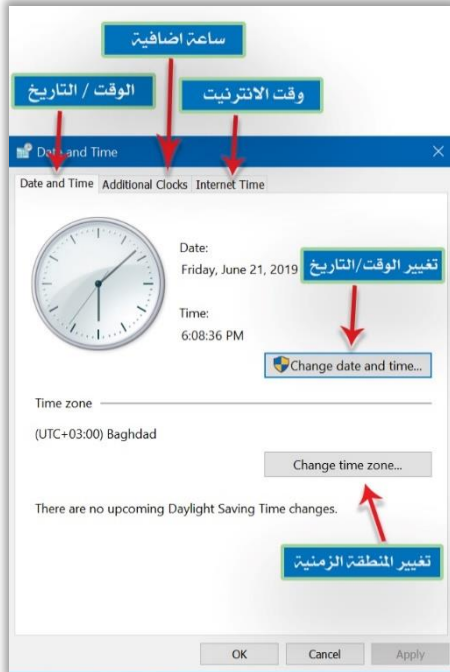 ساعة اضافية
الوقت / التاريخ
وقت الانترنيت
Date and Time
Date and Time Additional Clocks Internet Time
Date:
Friday, June 21, 2019
تغيير الوقت/التاريخ
Time:
6:08:36 PM
Change date and time...
Time zone
(UTC+03:00) Baghdad
Change time zone...
There are no upcoming Daylight Saving Time changes.
تغيير المنطقة الزمنية
OK Cancel Apply